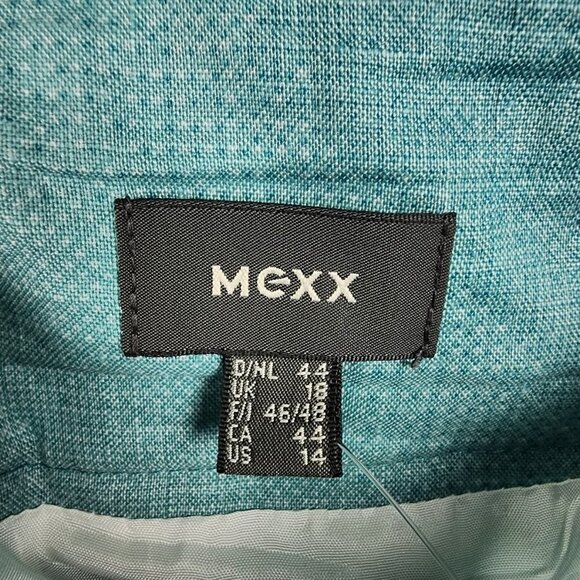 Mexx
D/NL 44
UK 18
F/I 46/48
CA 44
US 14